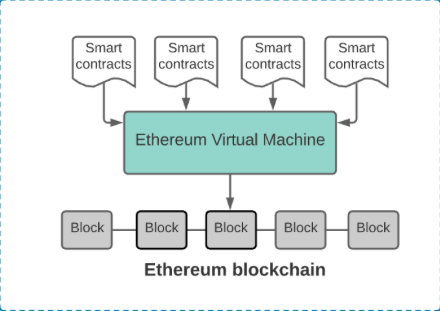 Smart
contracts
Smart
contracts
Smart
contracts
Smart
contracts
Ethereum Virtual Machine
Block
Block
Block
Block
Block
Ethereum blockchain